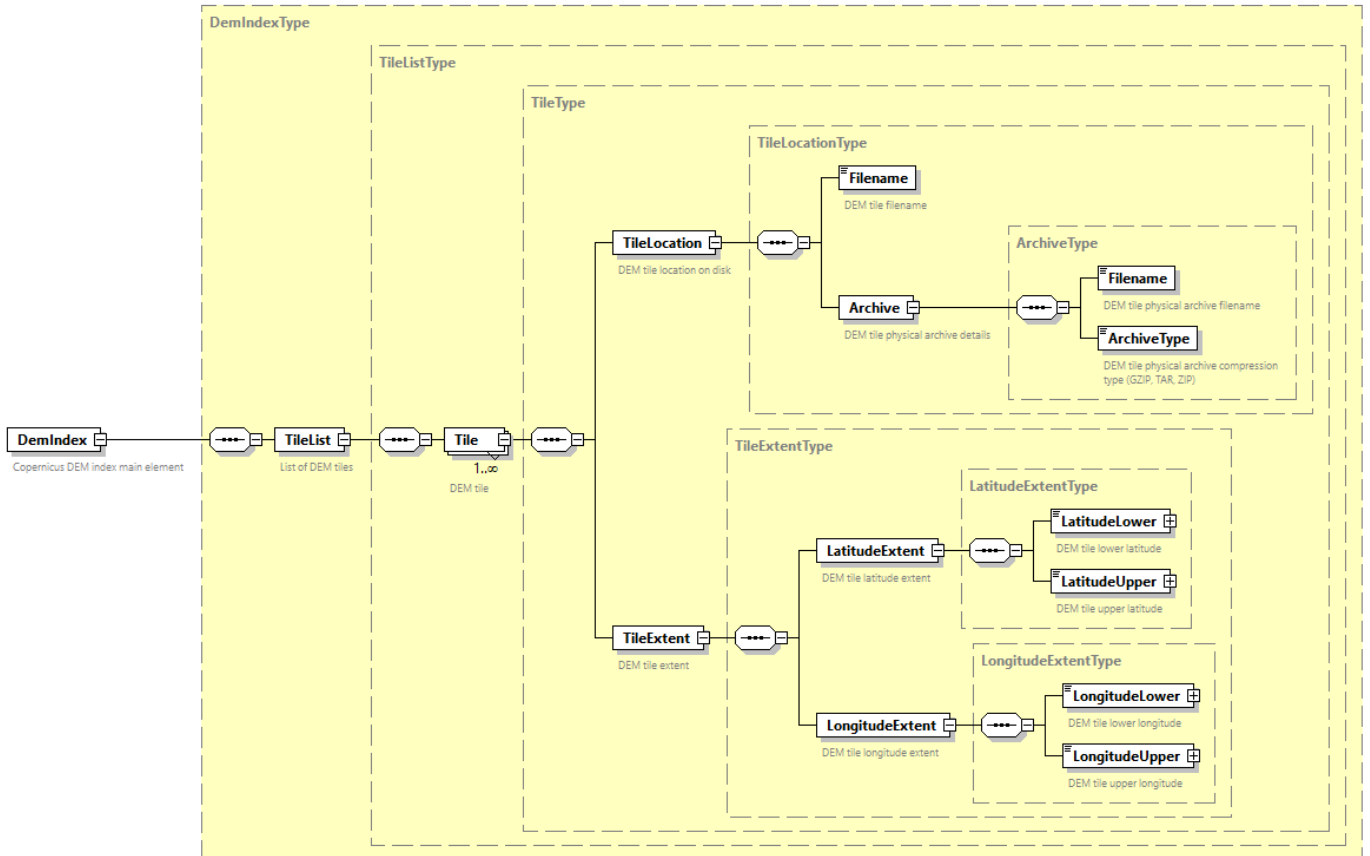 DemIndexType
TileListType
TileType
TileLocationType
Filename
DEM tile filename
ArchiveType
TileLocation
DEM tile location on disk
Filename
DEM tile physical archive filename
Archive
DEM tile physical archive details
ArchiveType
DEM tile physical archive compression
type (GZIP, TAR, ZIP)
DemIndex
Copernicus DEM index main element
TileList
List of DEM tiles
Tile
1..∞
DEM tile
TileExtentType
LatitudeExtentType
LatitudeLower
DEM tile lower latitude
LatitudeExtent
DEM tile latitude extent
LatitudeUpper
DEM tile upper latitude
TileExtent
DEM tile extent
LongitudeExtentType
LongitudeLower
DEM tile lower longitude
LongitudeExtent
DEM tile longitude extent
LongitudeUpper
DEM tile upper longitude